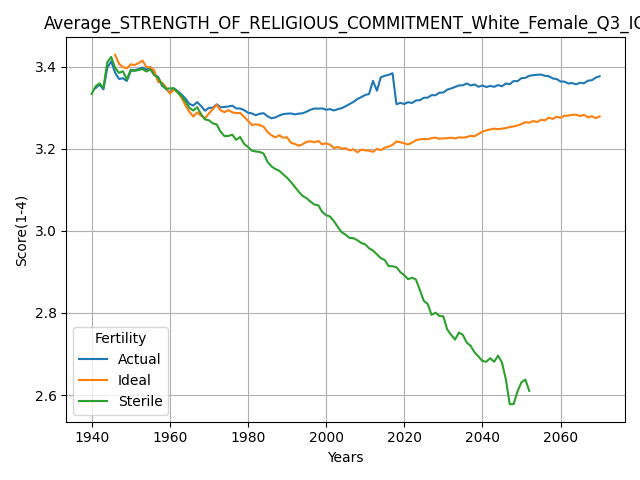 Average_STRENGTH_OF_RELIGIOUS_COMMITMENT_White_Female_Q3_IC
3.4
3.2
3.0
2.8
2.6
Score(1-4)
Fertility
Actual
Ideal
Sterile
1940 1960 1980 2000 2020 2040 2060
Years